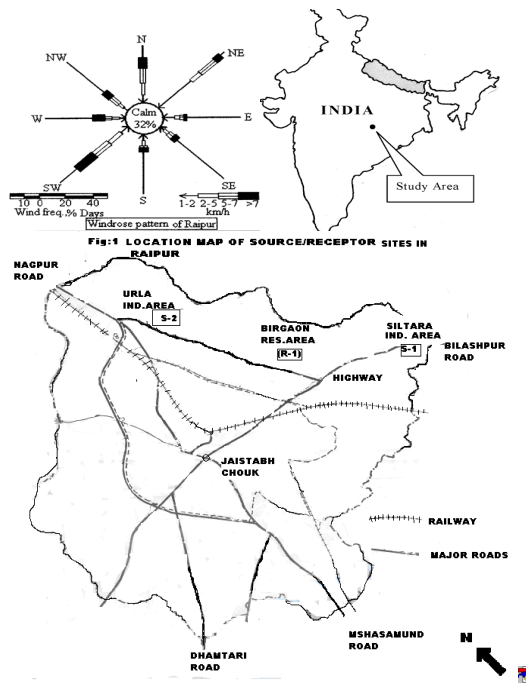 N
NW
NE
Calm
32%
W
E
SW
SE
S
10 0 20 40
1-2 2-5 5-7 >7
Wind freq.,% Days
km/h
Windrose pattern of Raipur
INDIA
Study Area
Fig:1 LOCATION MAP OF SOURCE/RECEPTOR SITES IN
RAIPUR
NAGPUR
ROAD
URLA
IND.AREA
S-2
BIRGAON
RES.AREA
(R-1)
SILTARA
IND. AREA
S-1
BILASHPUR
ROAD
HIGHWAY
JAISTABH
CHOUK
RAILWAY
MAJOR ROADS
MSHASAMUND
ROAD
DHAMTARI
ROAD
N